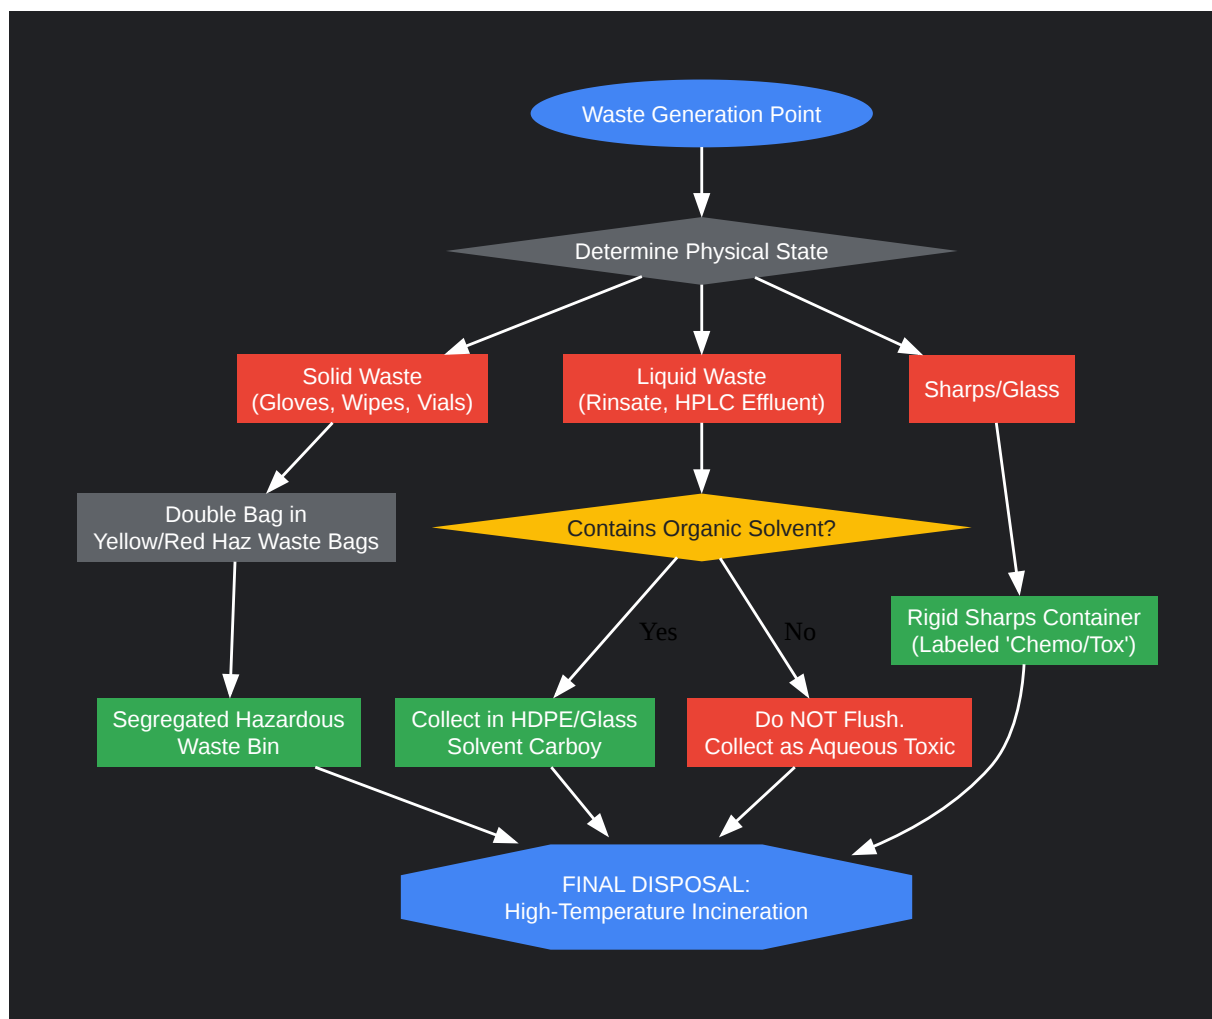 Waste Generation Point
Determine Physical State
Solid Waste
(Gloves, Wipes, Vials)
Liquid Waste
(Rinsate, HPLC Effluent)
Sharps/Glass
Double Bag in
Yellow/Red Haz Waste Bags
Contains Organic Solvent?
Yes
No
Rigid Sharps Container
(Labeled 'Chemo/Tox')
Segregated Hazardous
Waste Bin
Collect in HDPE/Glass
Solvent Carboy
Do NOT Flush.
Collect as Aqueous Toxic
FINAL DISPOSAL:
High-Temperature Incineration